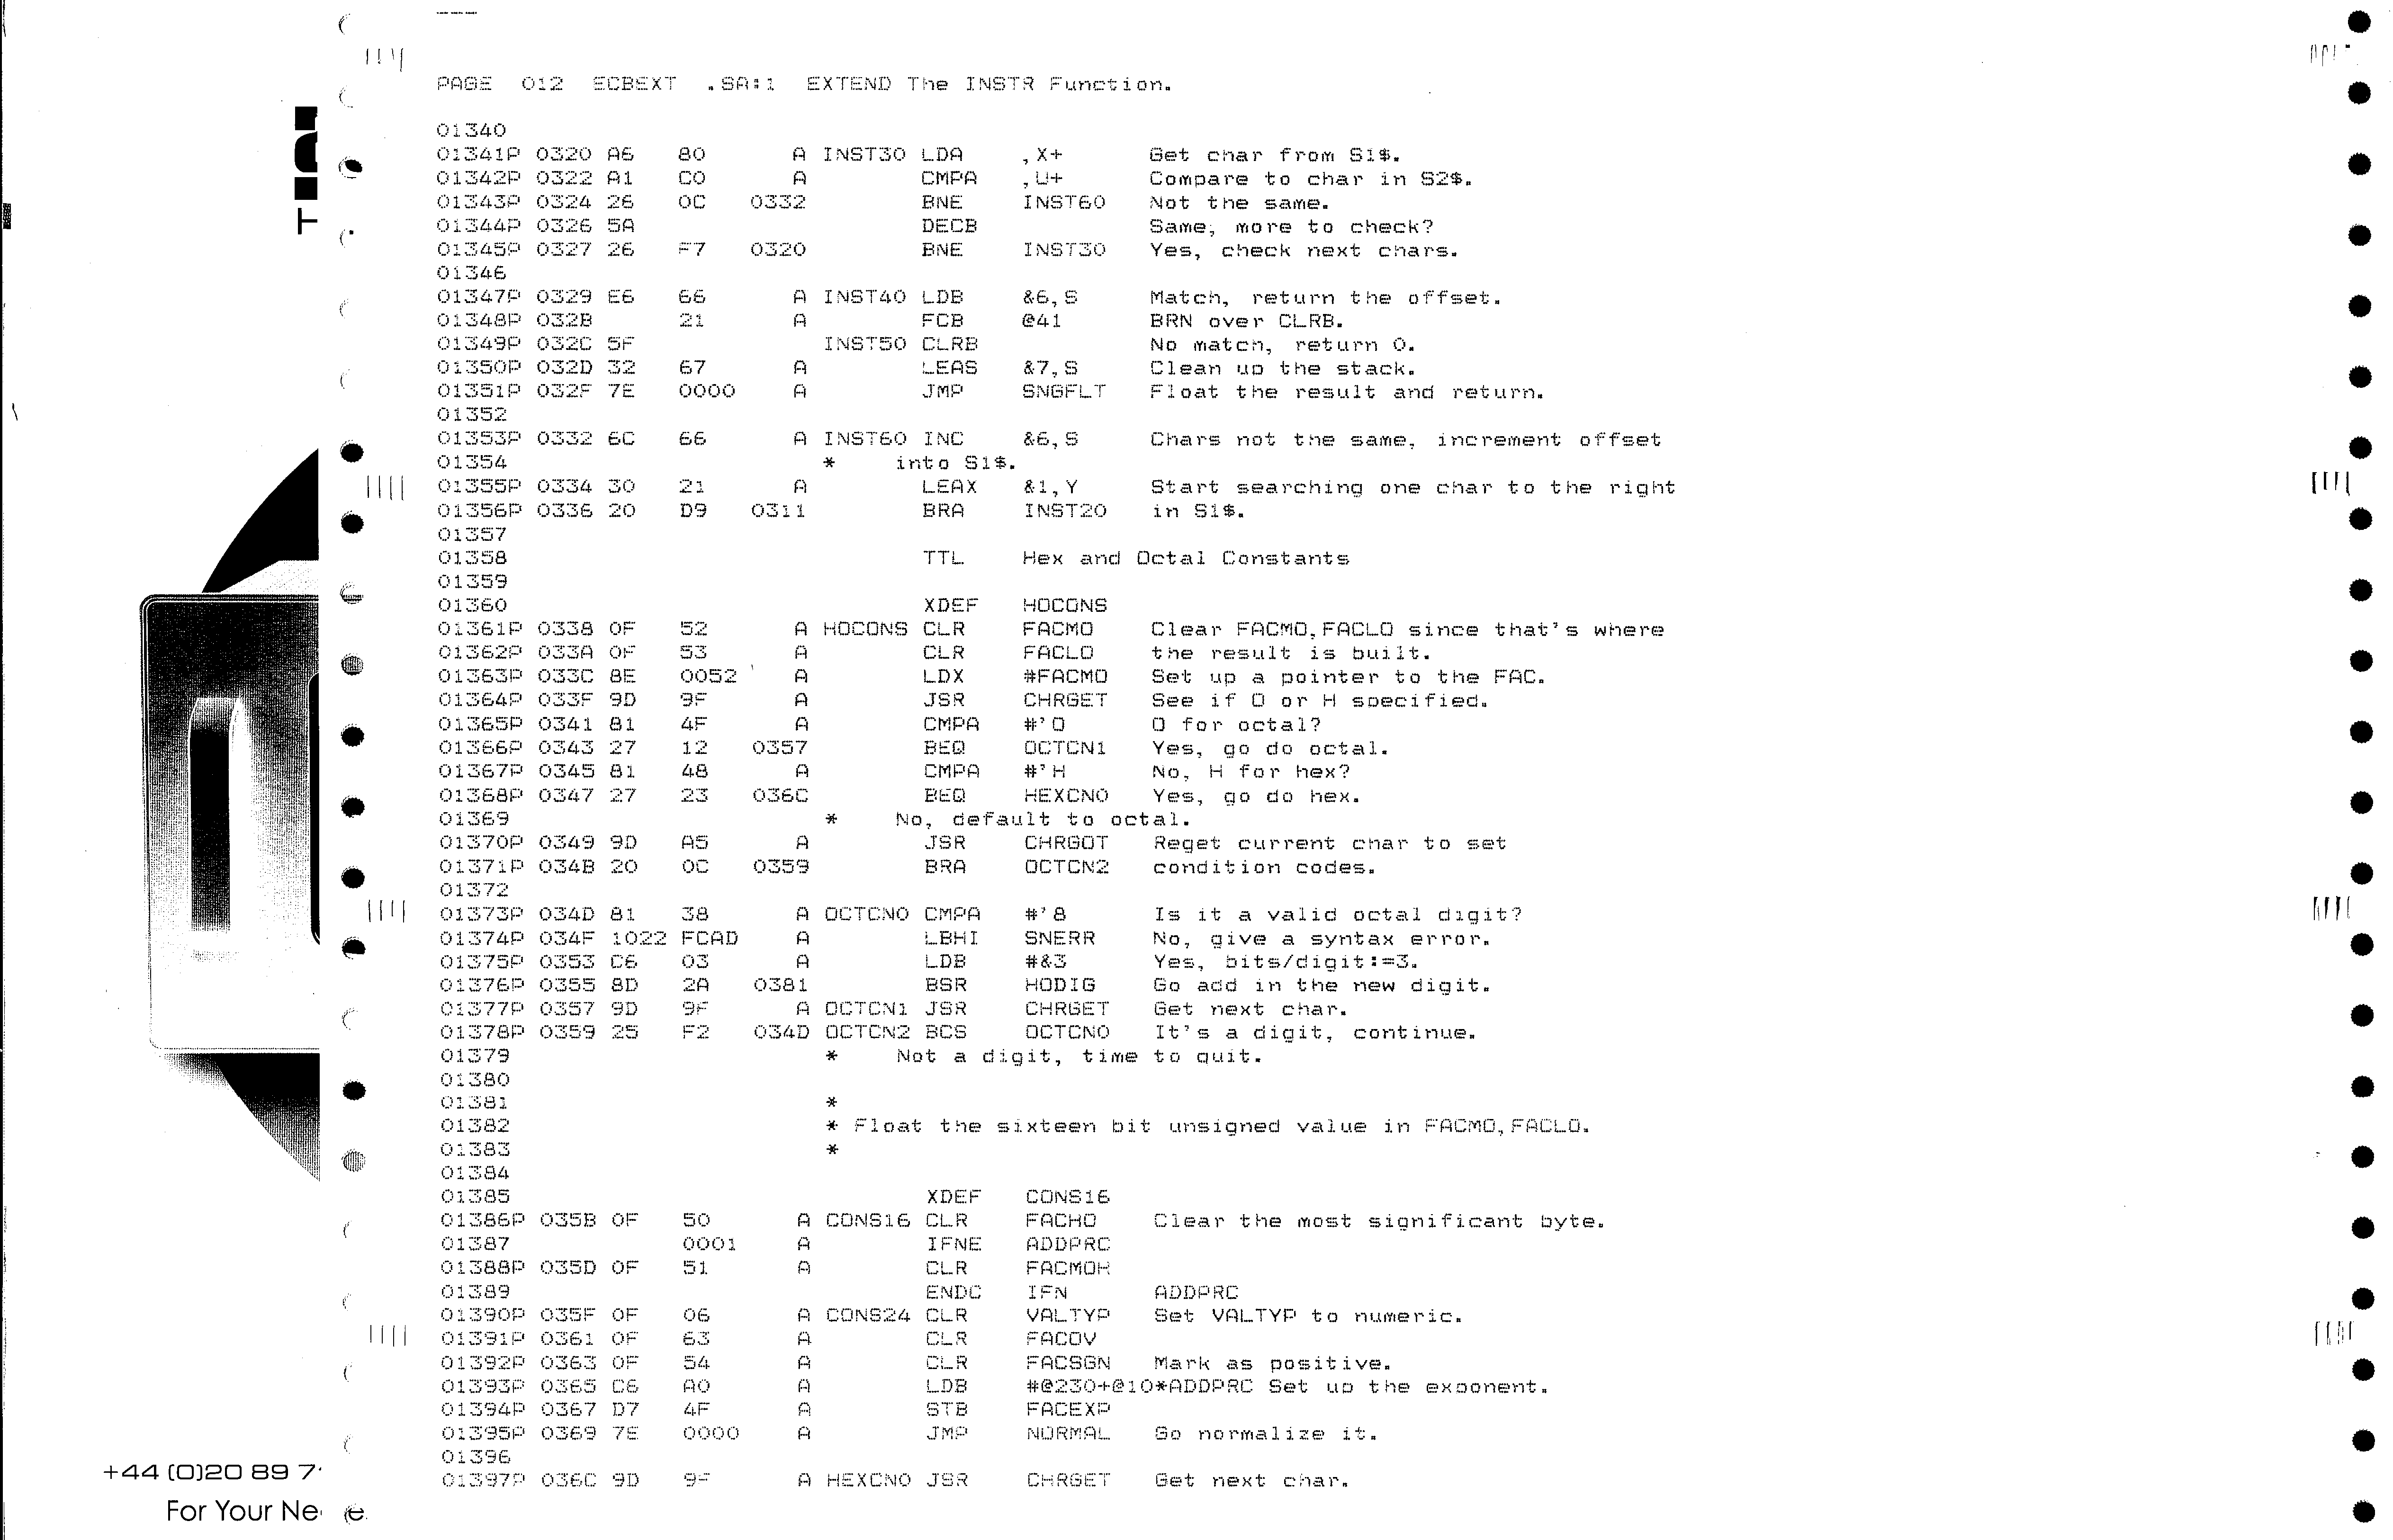 PAGE 012 ECBEXT .SA:1 EXTEND The INSTR Function.
01340
01341P 0320 A6 80 A INST30 LDA ,X+ Get char from S1$.
01342P 0322 A1 C0 A CMPA ,U+ Compare to char in S2$.
01343P 0324 26 0C 0332 BNE INST60 Not the same.
01344P 0326 5A DECB Same, more to check?
01345P 0327 26 F7 0320 BNE INST30 Yes, check next chars.
01346
01347P 0329 E6 66 A INST40 LDB &6,S Match, return the offset.
01348P 032B 21 A FCB @41 BRN over CLRB.
01349P 032C 5F INST50 CLRB No match, return 0.
01350P 032D 32 67 A LEAS &7,S Clean up the stack.
01351P 032F 7E 0000 A JMP SNGFLT Float the result and return.
01352
01353P 0332 6C 66 A INST60 INC &6,S Chars not the same, increment offset
01354 * into S1$.
01355P 0334 30 21 A LEAX &1,Y Start searching one char to the right
01356P 0336 20 D9 0311 BRA INST20 in S1$.
01357
01358 TTL Hex and Octal Constants
01359
01360 XDEF HOCONS
01361P 0338 0F 52 A HOCONS CLR FACMO Clear FACMO,FACLO since that's where
01362P 033A 0F 53 A CLR FACLO the result is built.
01363P 033C 8E 0052 A LDX #FACMO Set up a pointer to the FAC.
01364P 033F 9D 9F A JSR CHRGET See if O or H specified.
01365P 0341 81 4F A CMPA #'O O for octal?
01366P 0343 27 12 0357 BEQ OCTCN1 Yes, go do octal.
01367P 0345 81 48 A CMPA #'H No, H for hex?
01368P 0347 27 23 036C BEQ HEXCN0 Yes, go do hex.
01369 * No, default to octal.
01370P 0349 9D A5 A JSR CHRGOT Reget current char to set
01371P 034B 20 0C 0359 BRA OCTCN2 condition codes.
01372
01373P 034D 81 38 A OCTCN0 CMPA #'8 Is it a valid octal digit?
01374P 034F 1022 FCAD A LBHI SNERR No, give a syntax error.
01375P 0353 C6 03 A LDB #&3 Yes, bits/digit:=3.
01376P 0355 8D 2A 0381 BSR HODIG Go add in the new digit.
01377P 0357 9D 9F A OCTCN1 JSR CHRGET Get next char.
01378P 0359 25 F2 034D OCTCN2 BCS OCTCN0 It's a digit, continue.
01379 * Not a digit, time to quit.
01380
01381 *
01382 * Float the sixteen bit unsigned value in FACMO,FACLO.
01383 *
01384
01385 XDEF CONS16
01386P 035B 0F 50 A CONS16 CLR FACHO Clear the most significant byte.
01387 0001 A IFNE ADDPRC
01388P 035D 0F 51 A CLR FACMOH
01389 ENDC IFN ADDPRC
01390P 035F 0F 06 A CONS24 CLR VALTYP Set VALTYP to numeric.
01391P 0361 0F 63 A CLR FACOV
01392P 0363 0F 54 A CLR FACSGN Mark as positive.
01393P 0365 C6 A0 A LDB #@230+@10*ADDPRC Set up the exponent.
01394P 0367 D7 4F A STB FACEXP
01395P 0369 7E 0000 A JMP NORMAL Go normalize it.
01396
01397P 036C 9D 9F A HEXCN0 JSR CHRGET Get next char.
+44 (0)20 89 7
For Your Ne